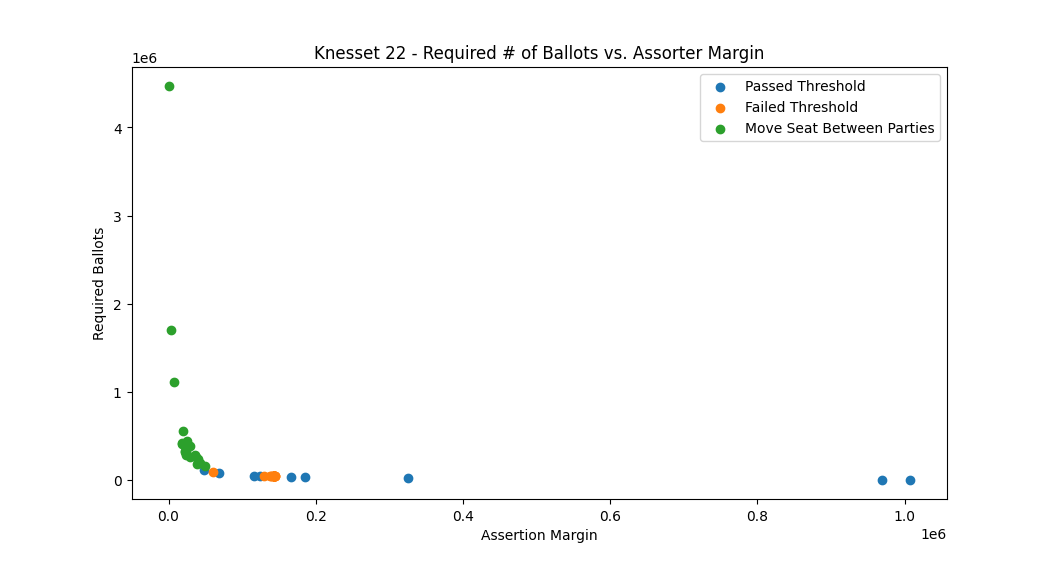 Knesset 22 - Required # of Ballots vs. Assorter Margin
1e6
Passed Threshold
Failed Threshold
Move Seat Between Parties
4
3
2
1
0
Required Ballots
0.0 0.2 0.4 0.6 0.8 1.0
1e6
Assertion Margin